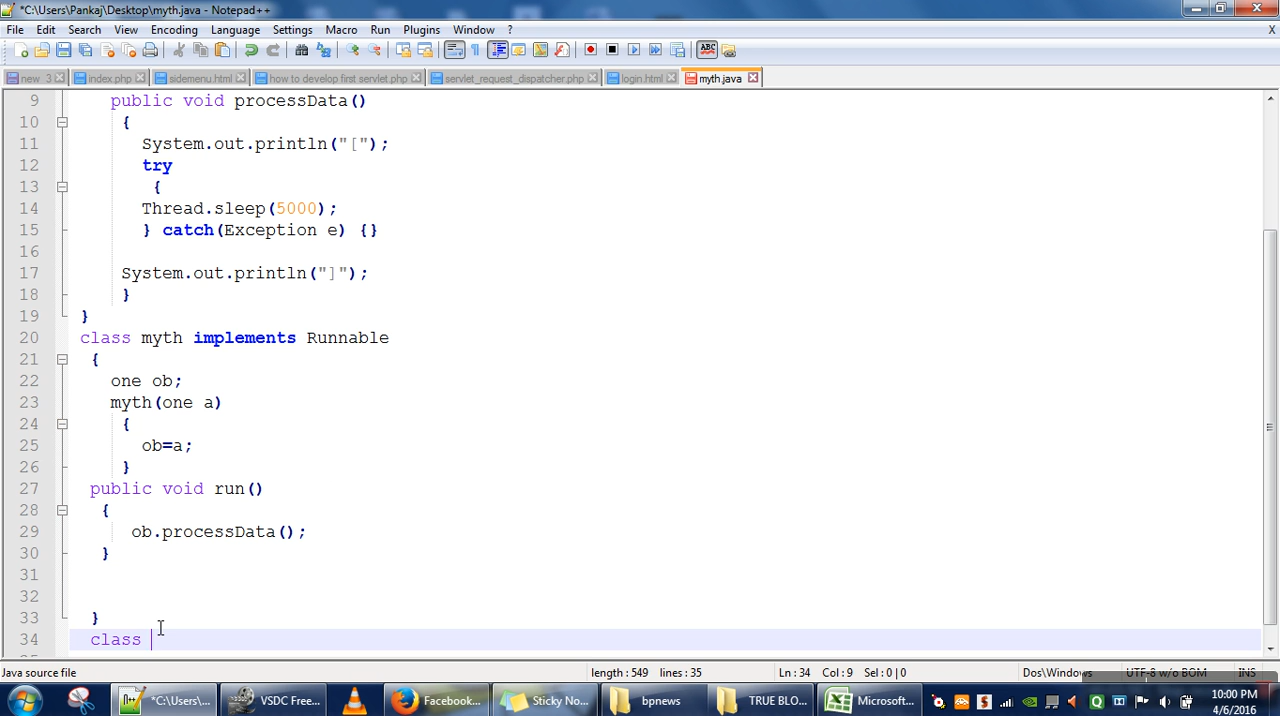 *C:\Users\Pankaj\Desktop\myth.java - Notepad++
File Edit Search View Encoding Language Settings Macro Run Plugins Window ? X
new 3 index.php sidemenu.html how to develop first servlet.php servlet_request_dispatcher.php login.html myth.java
9 public void processData()
10 {
11 System.out.println("[");
12 try
13 {
14 Thread.sleep(5000);
15 } catch(Exception e) {}
16
17 System.out.println("]");
18 }
19 }
20 class myth implements Runnable
21 {
22 one ob;
23 myth(one a)
24 {
25 ob=a;
26 }
27 public void run()
28 {
29 ob.processData();
30 }
31
32
33 }
34 class
Java source file length : 549 lines : 35 Ln : 34 Col : 9 Sel : 0 | 0 Dos\Windows UTF-8 w/o BOM INS
*C:\Users\... VSDC Free... Facebook... Sticky No... bpnews TRUE BLO... Microsoft... 10:00 PM
4/6/2016